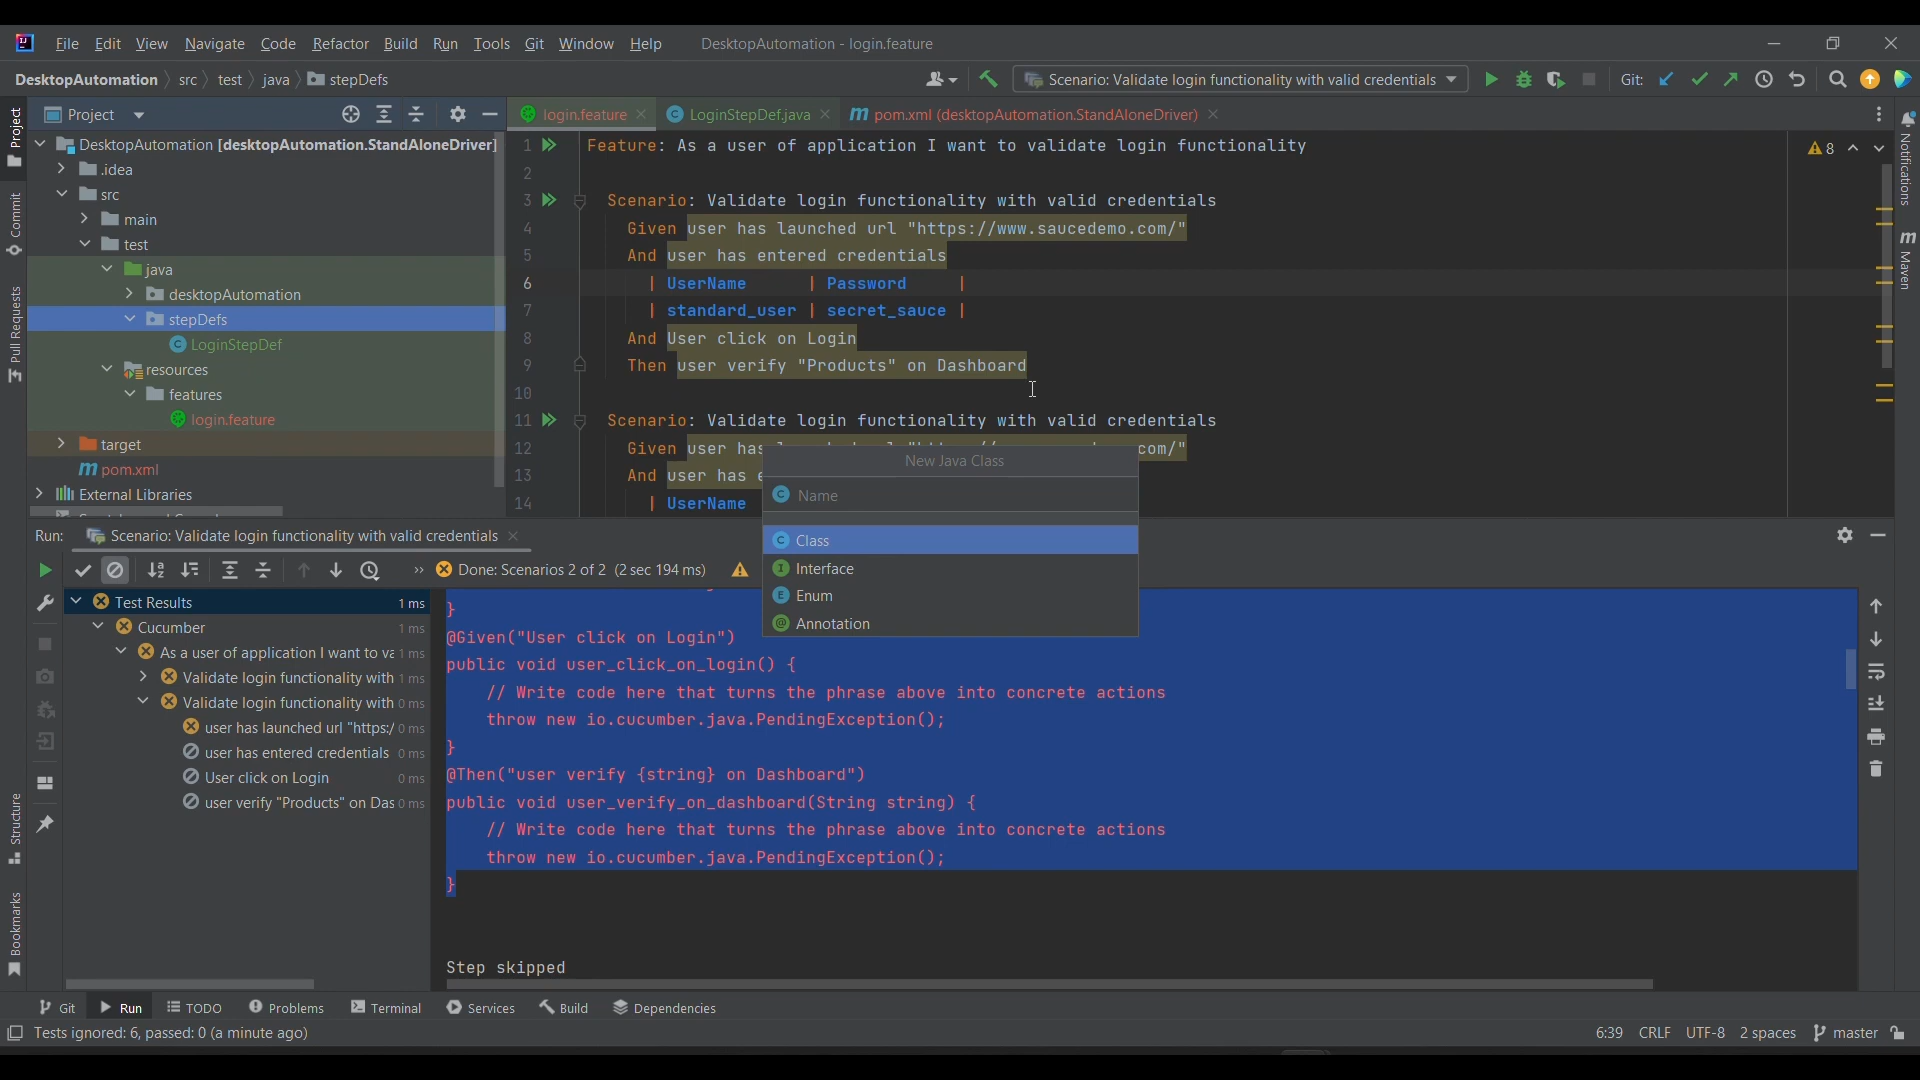 File Edit View Navigate Code Refactor Build Run Tools Git Window Help DesktopAutomation - login.feature
DesktopAutomation src test java stepDefs
Scenario: Validate login functionality with valid credentials
Git:
Project
login.feature
LoginStepDef.java
pom.xml (desktopAutomation.StandAloneDriver)
Project
Commit
Pull Requests
Structure
Bookmarks
DesktopAutomation [desktopAutomation.StandAloneDriver]
.idea
src
main
test
java
desktopAutomation
stepDefs
LoginStepDef
resources
features
login.feature
target
pom.xml
External Libraries
1 Feature: As a user of application I want to validate login functionality
2
3 Scenario: Validate login functionality with valid credentials
4 Given user has launched url "https://www.saucedemo.com/"
5 And user has entered credentials
6 | UserName | Password |
7 | standard_user | secret_sauce |
8 And User click on Login
9 Then user verify "Products" on Dashboard
10
11 Scenario: Validate login functionality with valid credentials
12 Given user has com/"
13 And user has e
14 | UserName
8
Notifications
Maven
New Java Class
Name
Class
Interface
Enum
Annotation
Run: Scenario: Validate login functionality with valid credentials
Done: Scenarios 2 of 2 (2 sec 194 ms)
Test Results 1 ms
Cucumber 1 ms
As a user of application I want to va 1 ms
Validate login functionality with 1 ms
Validate login functionality with 0 ms
user has launched url "https:/ 0 ms
user has entered credentials 0 ms
User click on Login 0 ms
user verify "Products" on Das 0 ms
}
@Given("User click on Login")
public void user_click_on_login() {
// Write code here that turns the phrase above into concrete actions
throw new io.cucumber.java.PendingException();
}
@Then("user verify {string} on Dashboard")
public void user_verify_on_dashboard(String string) {
// Write code here that turns the phrase above into concrete actions
throw new io.cucumber.java.PendingException();
}
Step skipped
Git Run TODO Problems Terminal Services Build Dependencies
Tests ignored: 6, passed: 0 (a minute ago)
6:39 CRLF UTF-8 2 spaces master